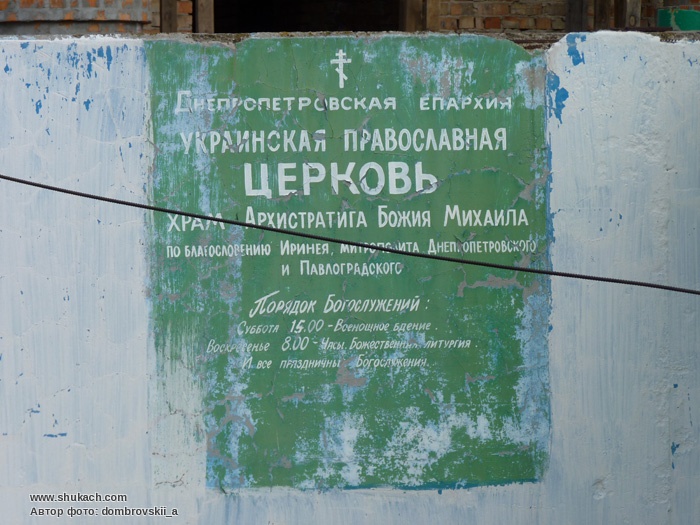 Днепропетровская епархия
Украинская Православная
Церковь
Храм Архистратига Божия Михаила
по благословению Иринея, митрополита Днепропетровского
и Павлоградского
Порядок Богослужений:
Суббота 15.00 - Всенощное бдение.
Воскресенье 8.00 - Часы. Божественная литургия.
И все праздничные Богослужения.
www.shukach.com
Автор фото: dombrovskii_a